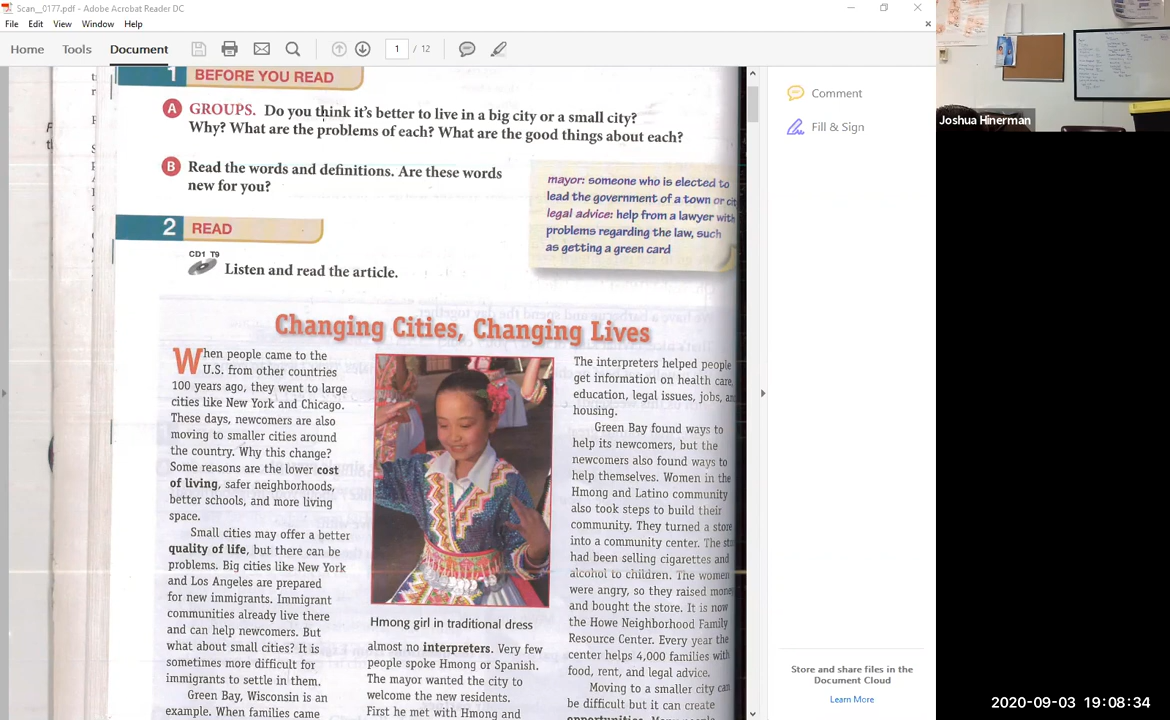 Scan__0177.pdf - Adobe Acrobat Reader DC
File Edit View Window Help
Home Tools Document 1 / 12
1 BEFORE YOU READ
A GROUPS. Do you think it's better to live in a big city or a small city?
Why? What are the problems of each? What are the good things about each?
B Read the words and definitions. Are these words
new for you?
mayor: someone who is elected to
lead the government of a town or
legal advice: help from a lawyer with
problems regarding the law, such
as getting a green card
2 READ
CD1 T9
Listen and read the article.
Changing Cities, Changing Lives
When people came to the
U.S. from other countries
100 years ago, they went to large
cities like New York and Chicago.
These days, newcomers are also
moving to smaller cities around
the country. Why this change?
Some reasons are the lower cost
of living, safer neighborhoods,
better schools, and more living
space.
Small cities may offer a better
quality of life, but there can be
problems. Big cities like New York
and Los Angeles are prepared
for new immigrants. Immigrant
communities already live there
and can help newcomers. But
what about small cities? It is
sometimes more difficult for
immigrants to settle in them.
Green Bay, Wisconsin is an
example. When families came
Hmong girl in traditional dress
almost no interpreters. Very few
people spoke Hmong or Spanish.
The mayor wanted the city to
welcome the new residents.
First he met with Hmong and
The interpreters helped people
get information on health care,
education, legal issues, jobs,
housing.
Green Bay found ways to
help its newcomers, but the
newcomers also found ways to
help themselves. Women in the
Hmong and Latino community
also took steps to build their
community. They turned a store
into a community center. The
had been selling cigarettes and
alcohol to children. The women
were angry, so they raised
and bought the store. It is now
the Howe Neighborhood Family
Resource Center. Every year the
center helps 4,000 families with
food, rent, and legal advice.
Moving to a smaller city can
be difficult but it can create
Comment
Fill & Sign
Store and share files in the
Document Cloud
Learn More
Joshua Hinerman
2020-09-03 19:08:34